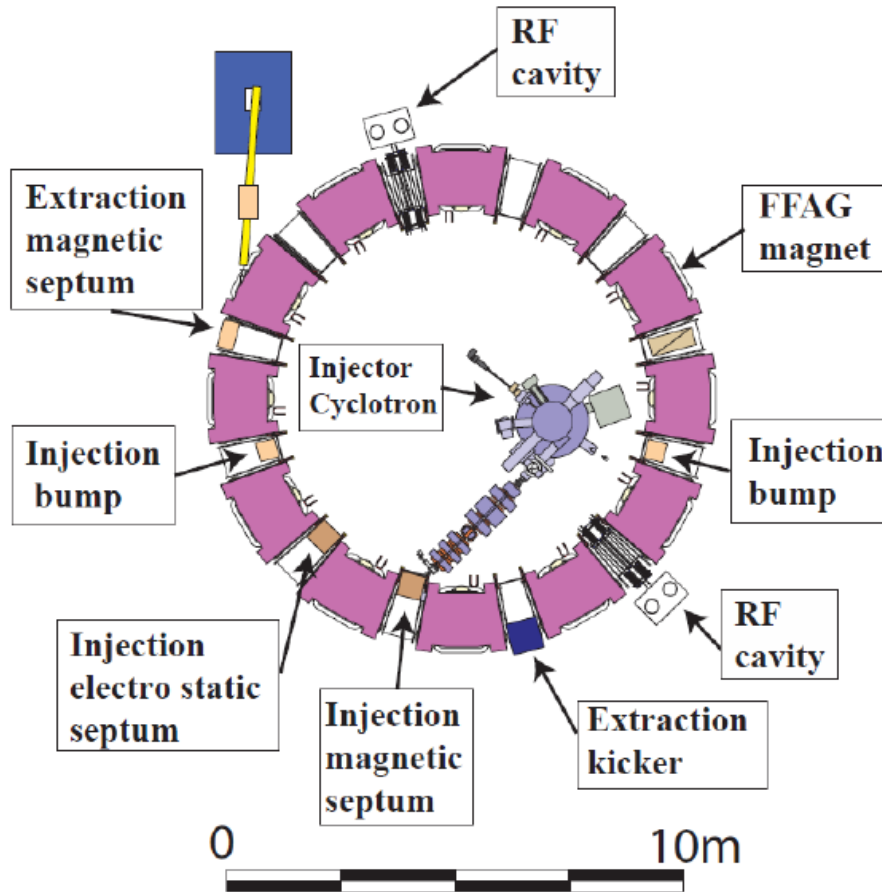 RF
cavity
Extraction
magnetic
septum
FFAG
magnet
Injector
Cyclotron
Injection
bump
Injection
bump
Injection
electro static
septum
Injection
magnetic
septum
Extraction
kicker
RF
cavity
0 10m